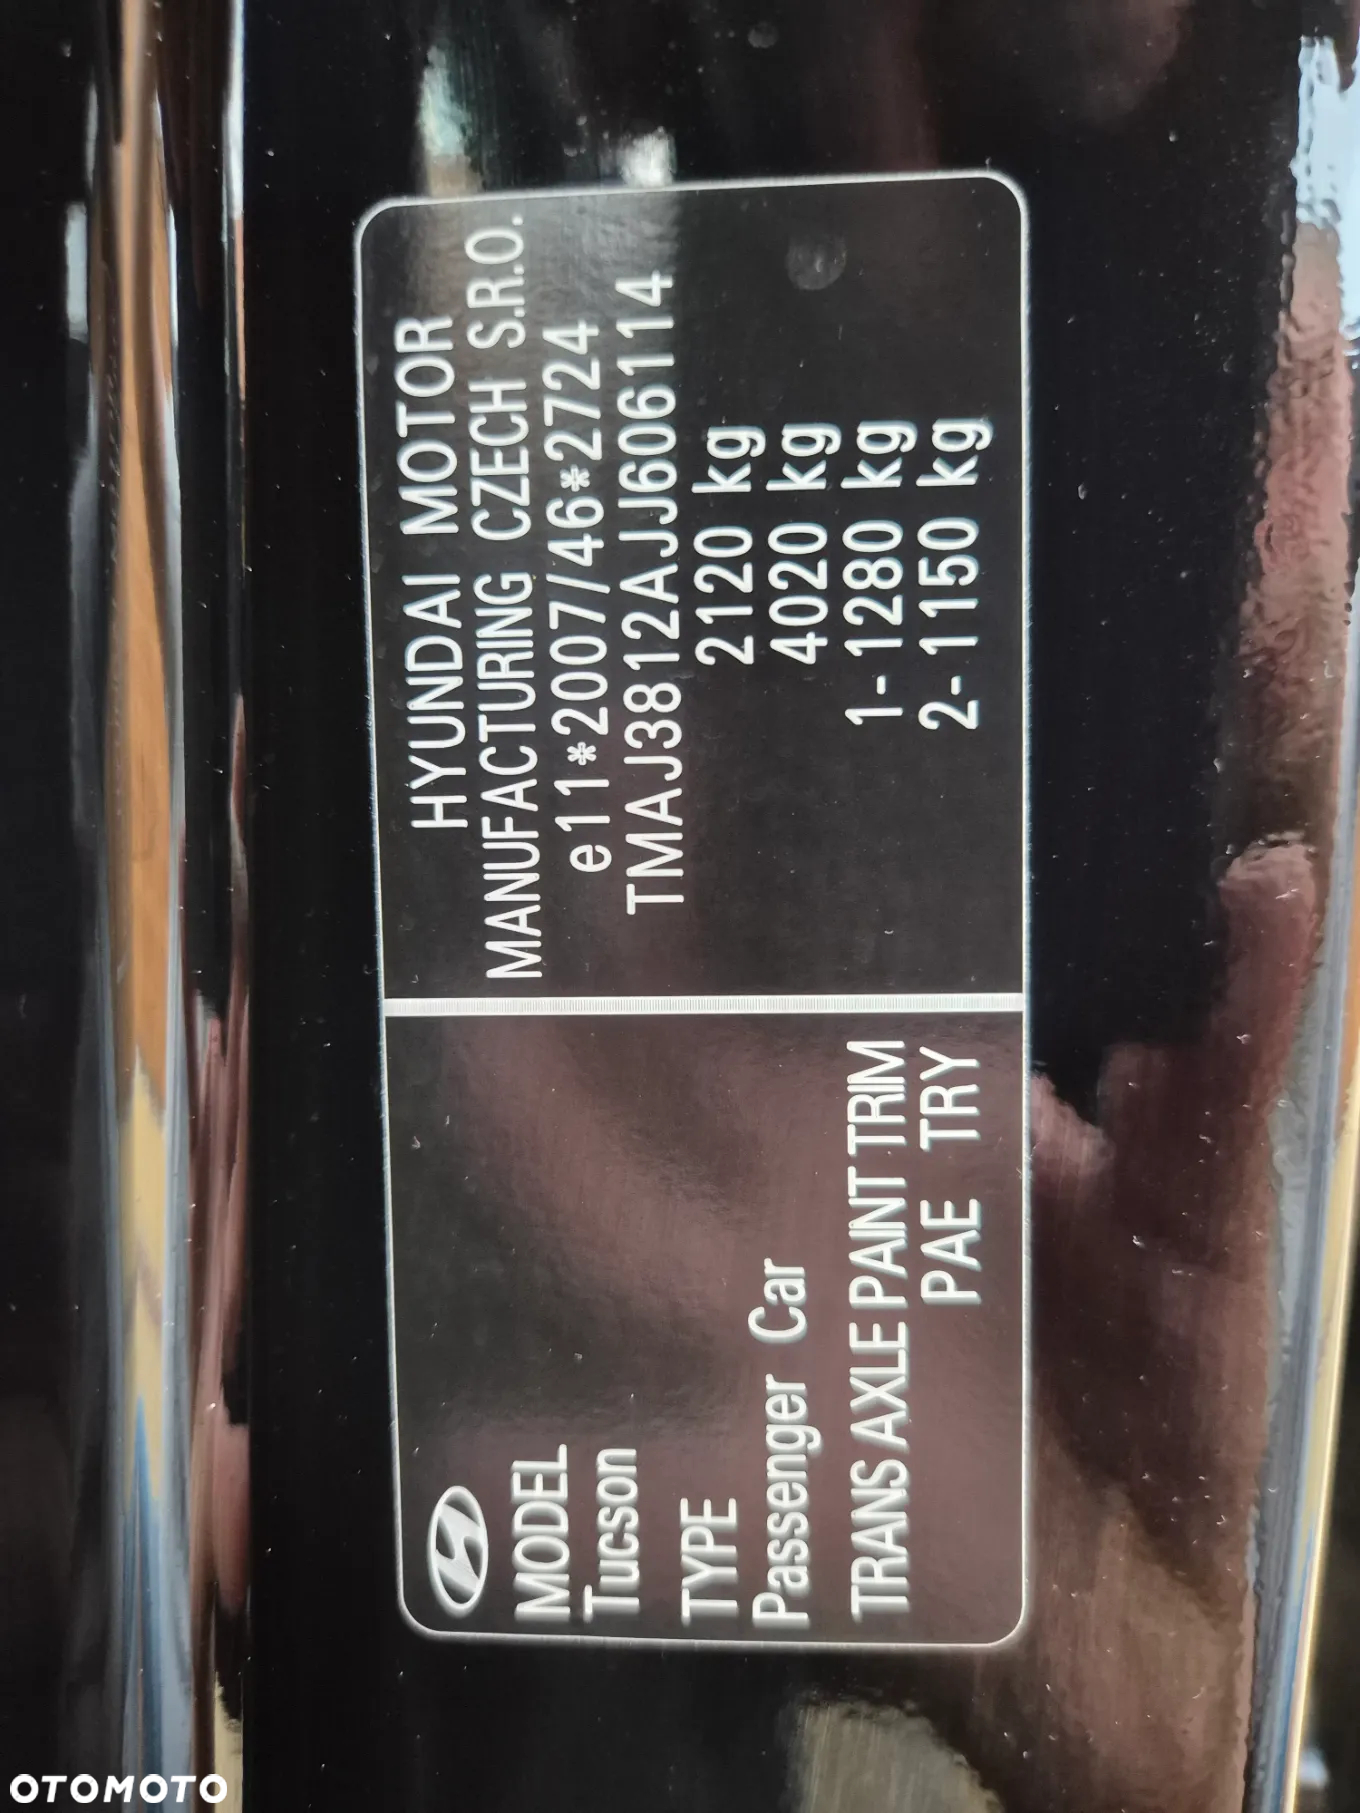 MODEL
Tucson
TYPE
Passenger Car
TRANS AXLE PAINT TRIM
PAE TRY
HYUNDAI MOTOR
MANUFACTURING CZECH S.R.O.
e11*2007/46*2724
TMAJ3812AJJ606114
2120 kg
4020 kg
1- 1280 kg
2- 1150 kg
OTOMOTO